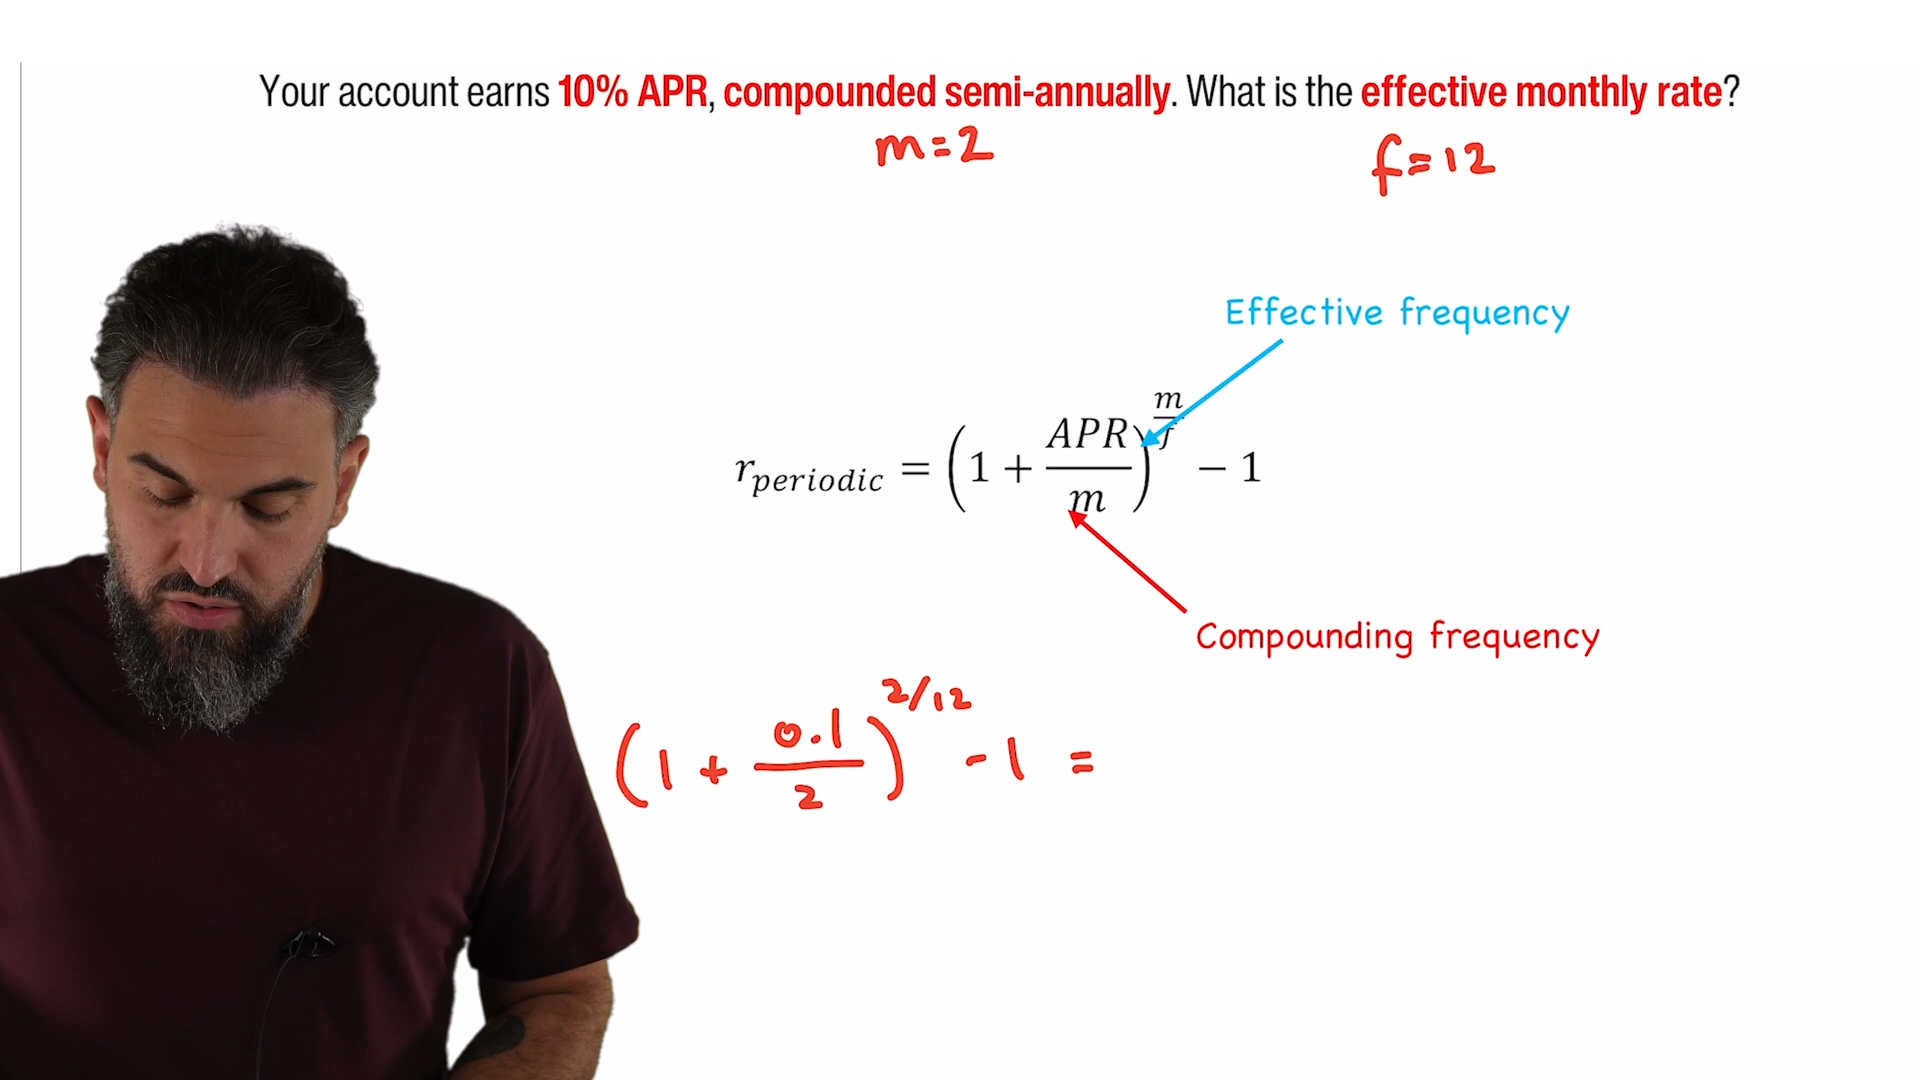 Your account earns 10% APR, compounded semi-annually. What is the effective monthly rate?
m=2
f=12
Effective frequency
r_periodic = (1 + APR/m)^(m/f) − 1
Compounding frequency
(1 + 0.1/2)^(2/12) - 1 =